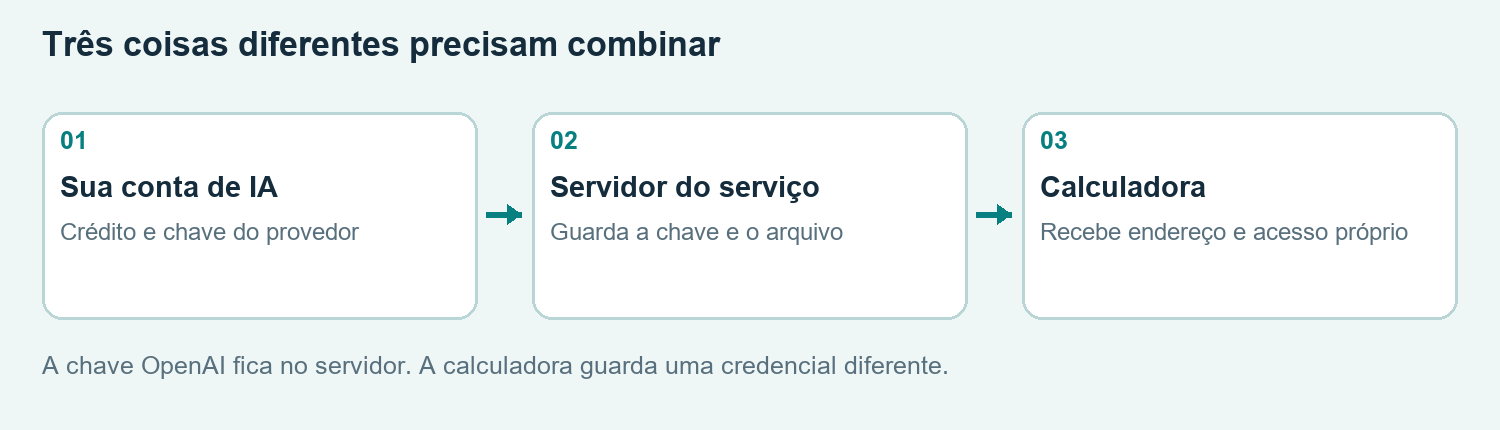 Três coisas diferentes precisam combinar
01
Sua conta de IA
Crédito e chave do provedor
02
Servidor do serviço
Guarda a chave e o arquivo
03
Calculadora
Recebe endereço e acesso próprio
A chave OpenAI fica no servidor. A calculadora guarda uma credencial diferente.